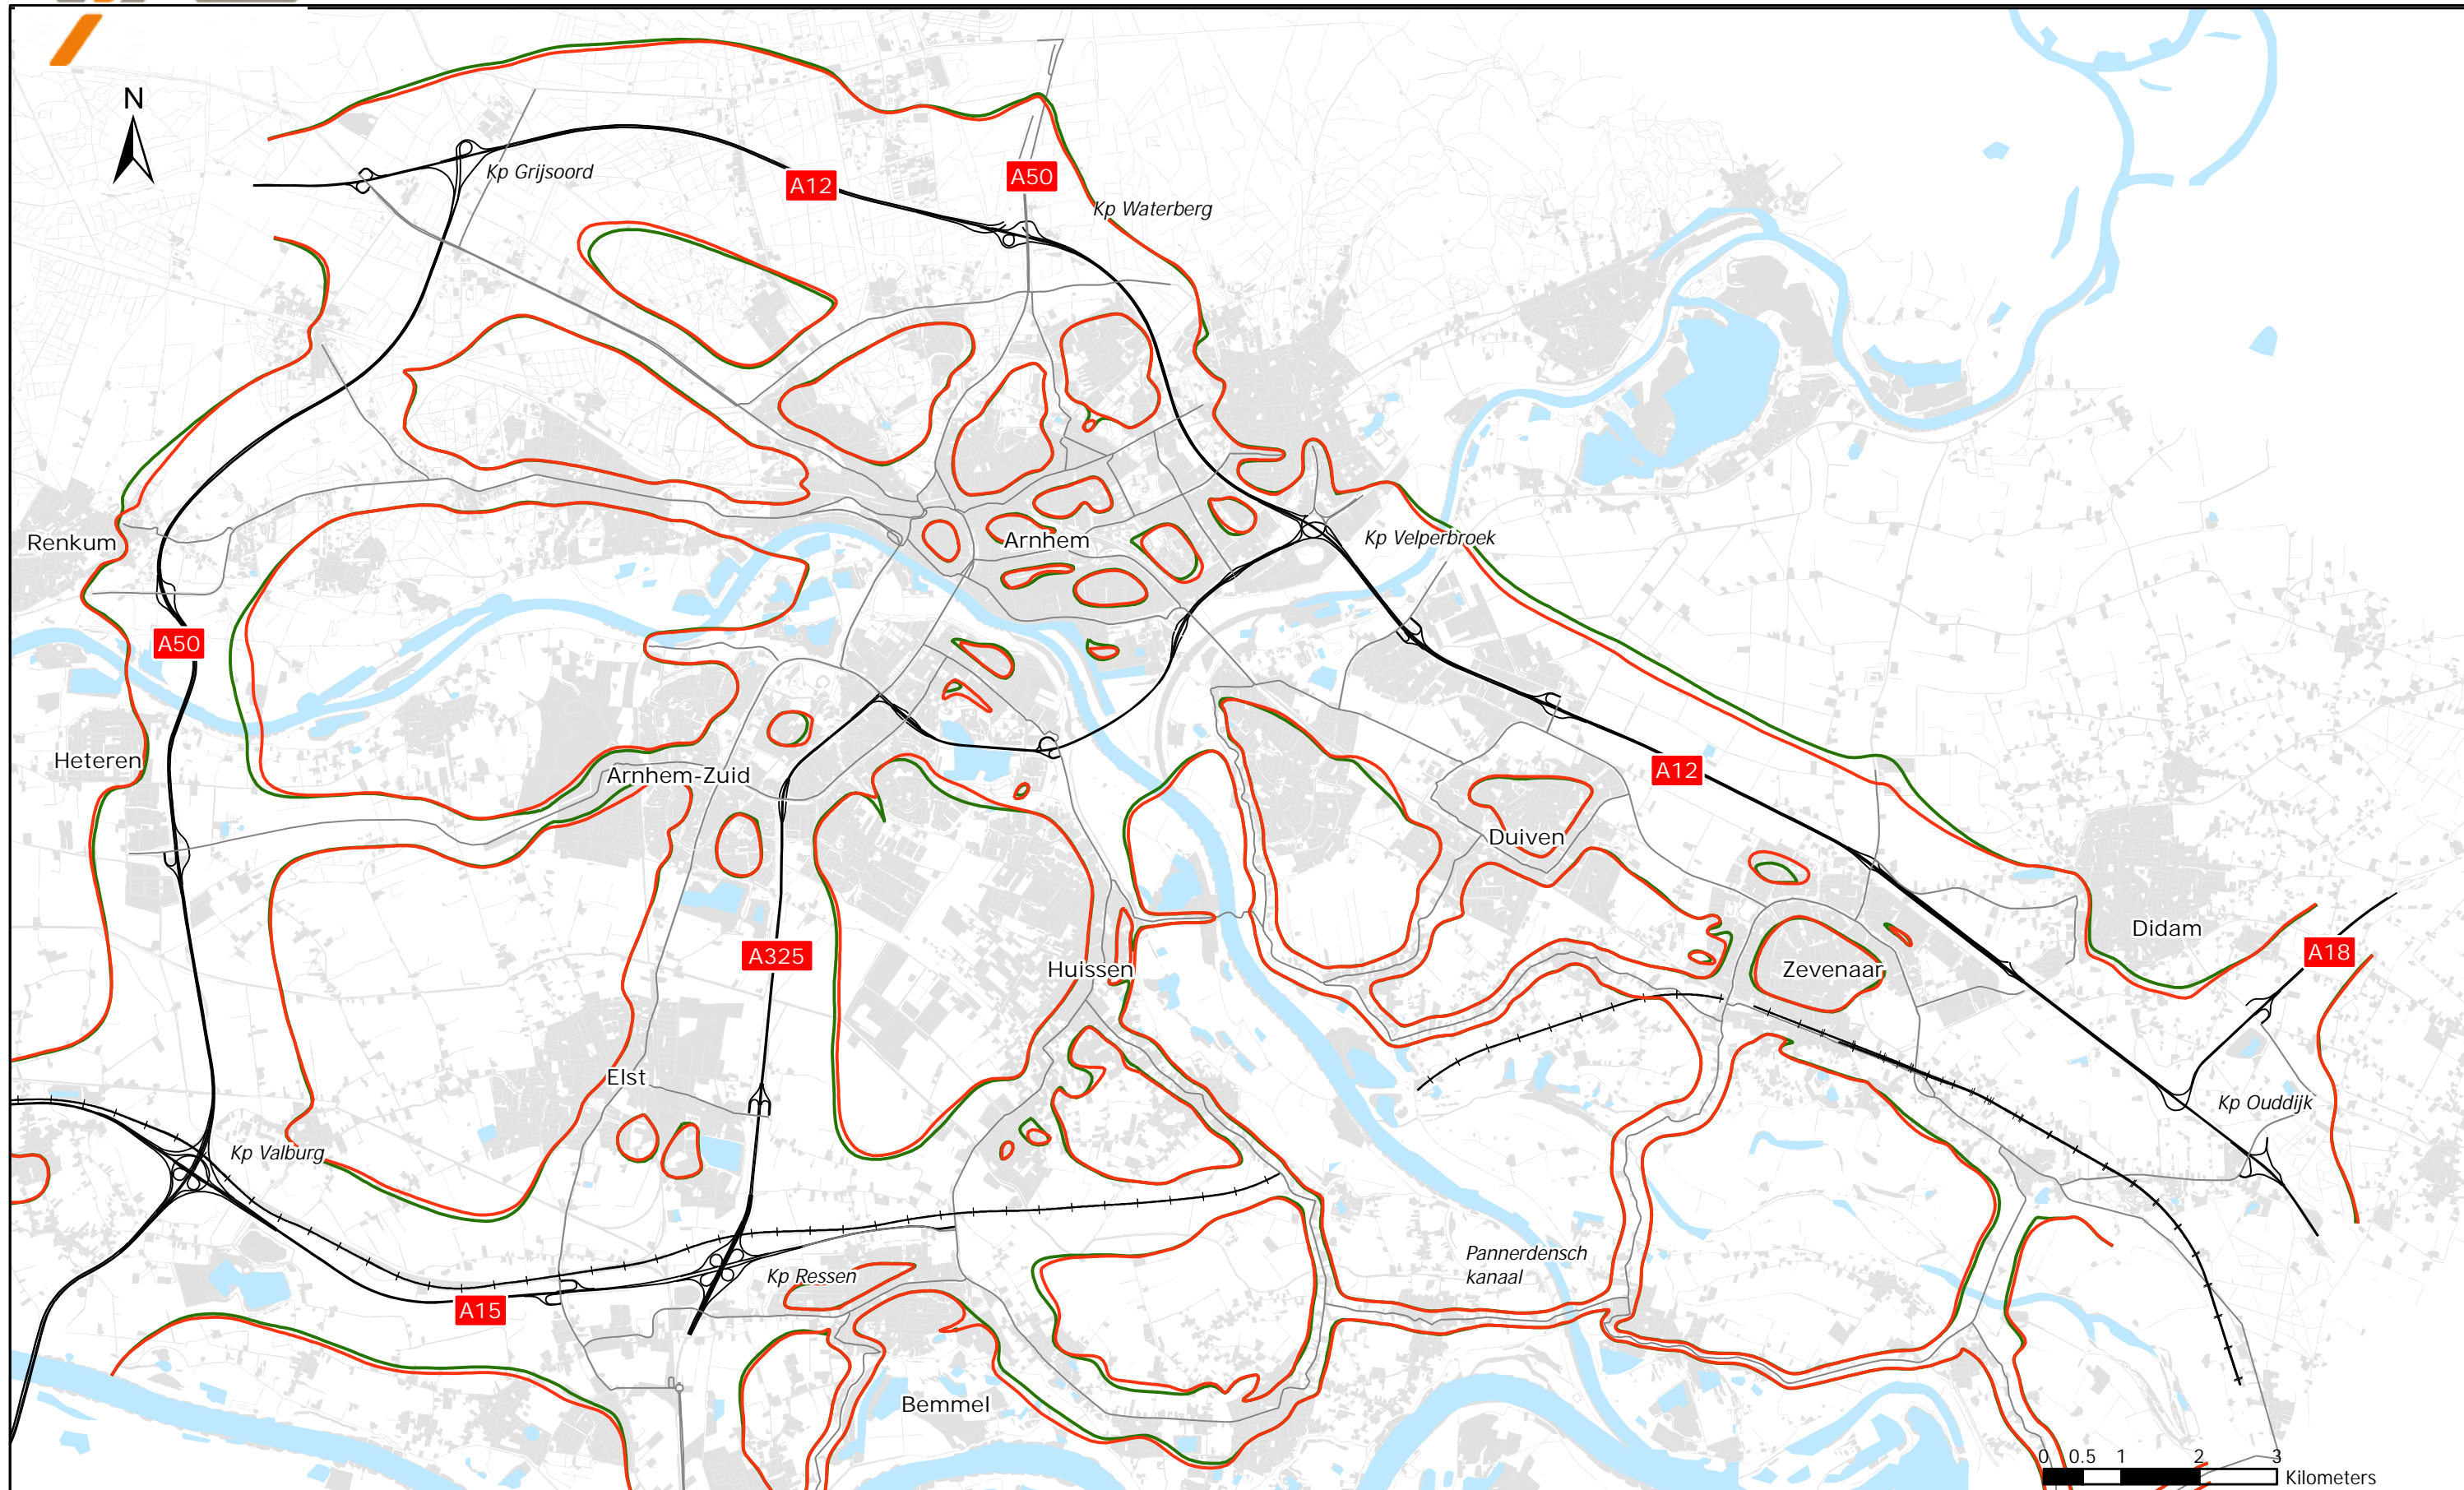 N
Kp Grijsoord
A12
A50
Kp Waterberg
Renkum
Arnhem
Kp Velperbroek
A50
Heteren
Arnhem-Zuid
A12
Duiven
A325
Huissen
Zevenaar
Didam
A18
Elst
Kp Ouddijk
Kp Valburg
Pannerdensch
kanaal
Kp Ressen
A15
Bemmel
0 0.5 1 2 3
Kilometers